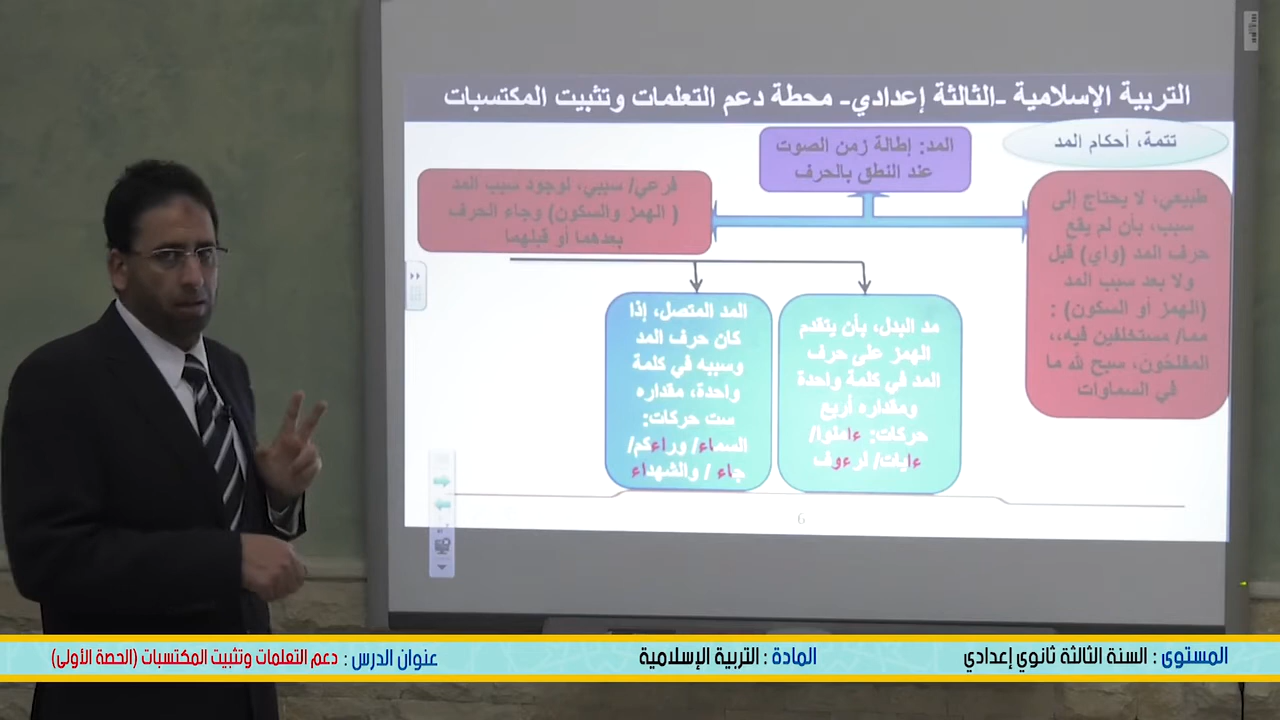 التربية الإسلامية -الثالثة إعدادي- محطة دعم التعلمات وتثبيت المكتسبات
تتمة، أحكام المد
المد: إطالة زمن الصوت
عند النطق بالحرف
طبيعي، لا يحتاج إلى
سبب، بأن لم يقع
حرف المد (واي) قبل
ولا بعد سبب المد
(الهمز أو السكون) :
مما/ مستخلفين فيه،،
المفلحون، سبح لله ما
في السماوات
فرعي/ سببي، لوجود سبب المد
( الهمز والسكون) وجاء الحرف
بعدهما أو قبلهما
مد البدل، بأن يتقدم
الهمز على حرف
المد في كلمة واحدة
ومقداره أربع
حركات: ءامنوا/
ءايات/ لرءوف
المد المتصل، إذا
كان حرف المد
وسببه في كلمة
واحدة، مقداره
ست حركات:
السماء/ وراءكم/
جاء / والشهداء
6
المستوى : السنة الثالثة ثانوي إعدادي
المادة : التربية الإسلامية
عنوان الدرس : دعم التعلمات وتثبيت المكتسبات (الحصة الأولى)